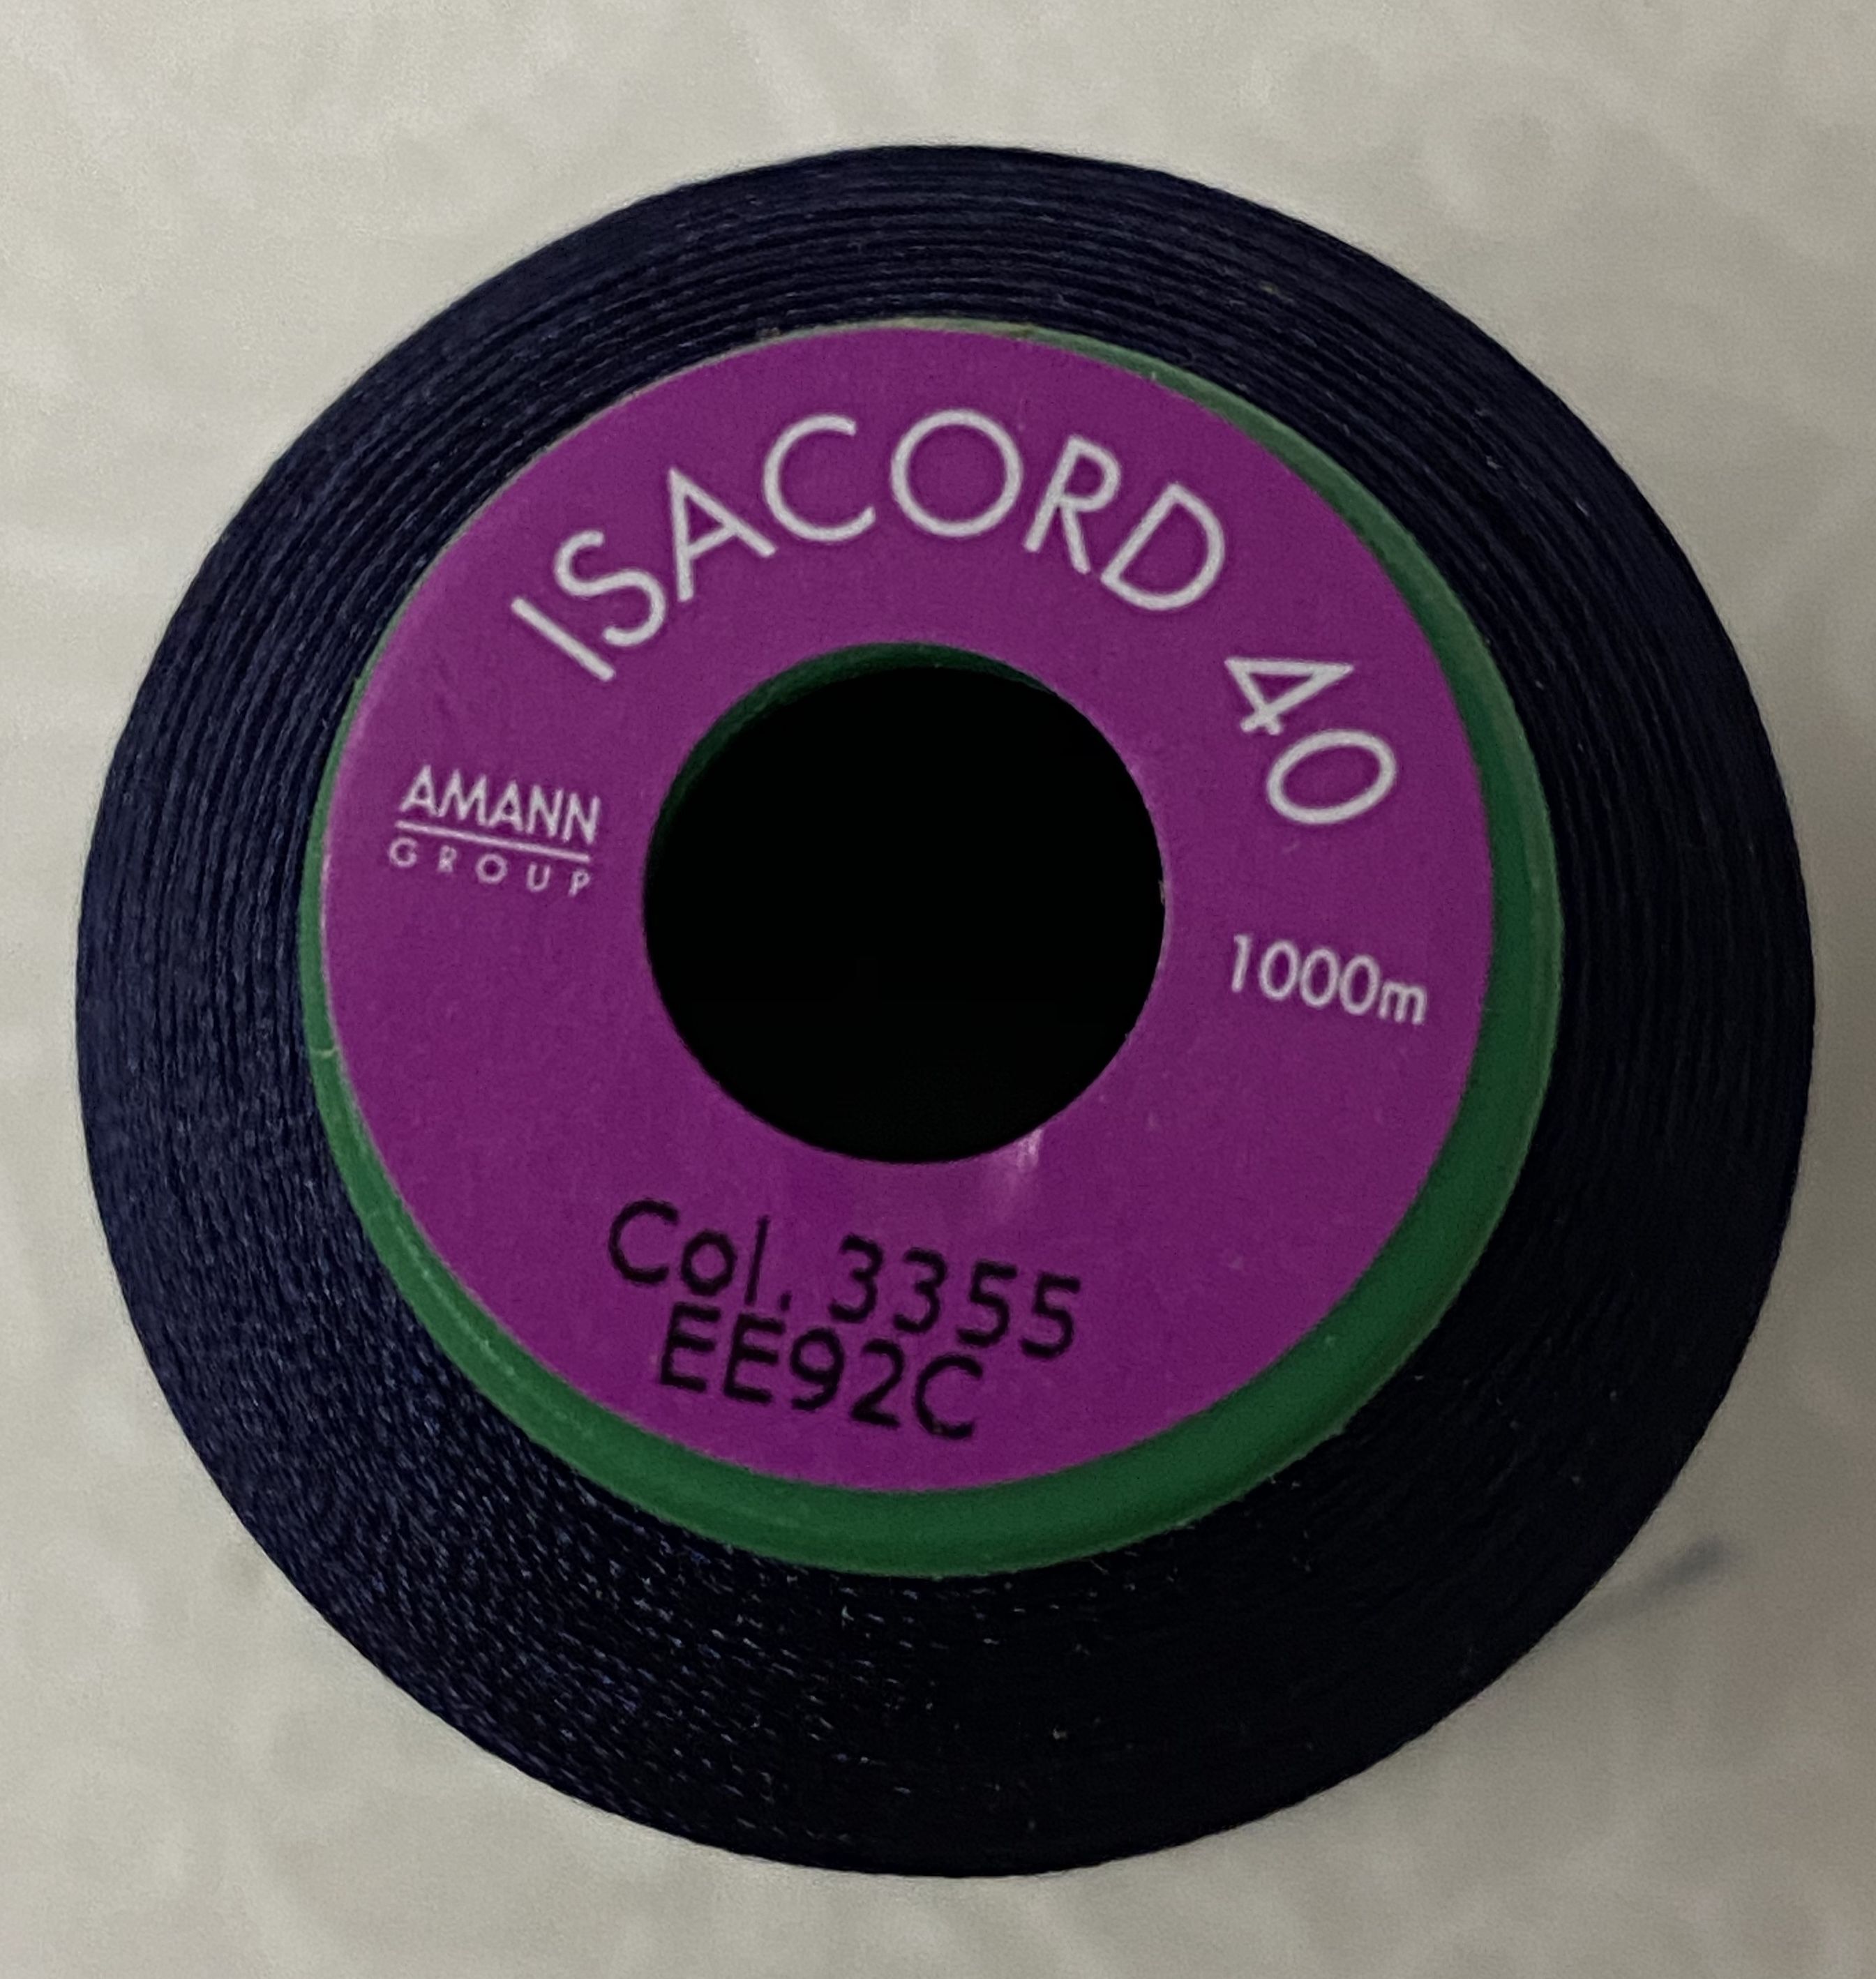 ISACORD 40
AMANN
GROUP
1000m
Col. 3355
EE92C